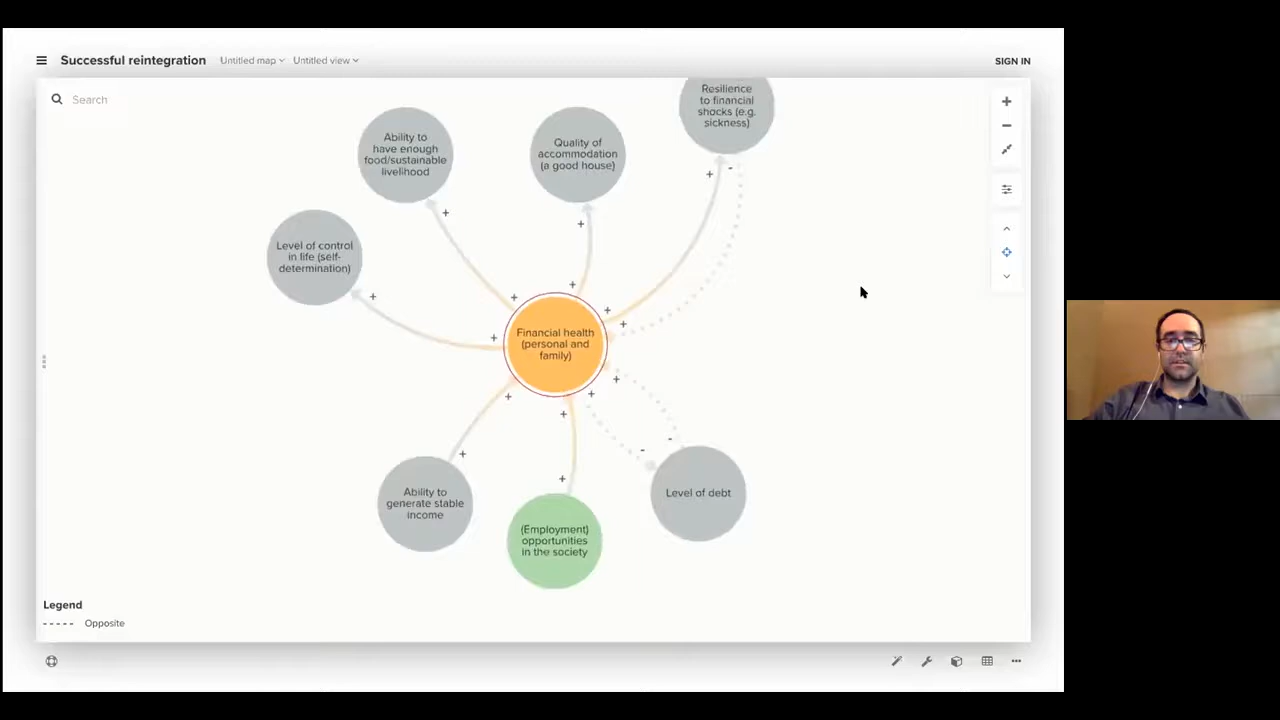 Successful reintegration
Untitled map
Untitled view
SIGN IN
Search
Resilience
to financial
shocks (e.g.
sickness)
Ability to
have enough
food/sustainable
livelihood
Quality of
accommodation
(a good house)
Level of control
in life (self-
determination)
Financial health
(personal and
family)
Ability to
generate stable
income
(Employment)
opportunities
in the society
Level of debt
Legend
Opposite